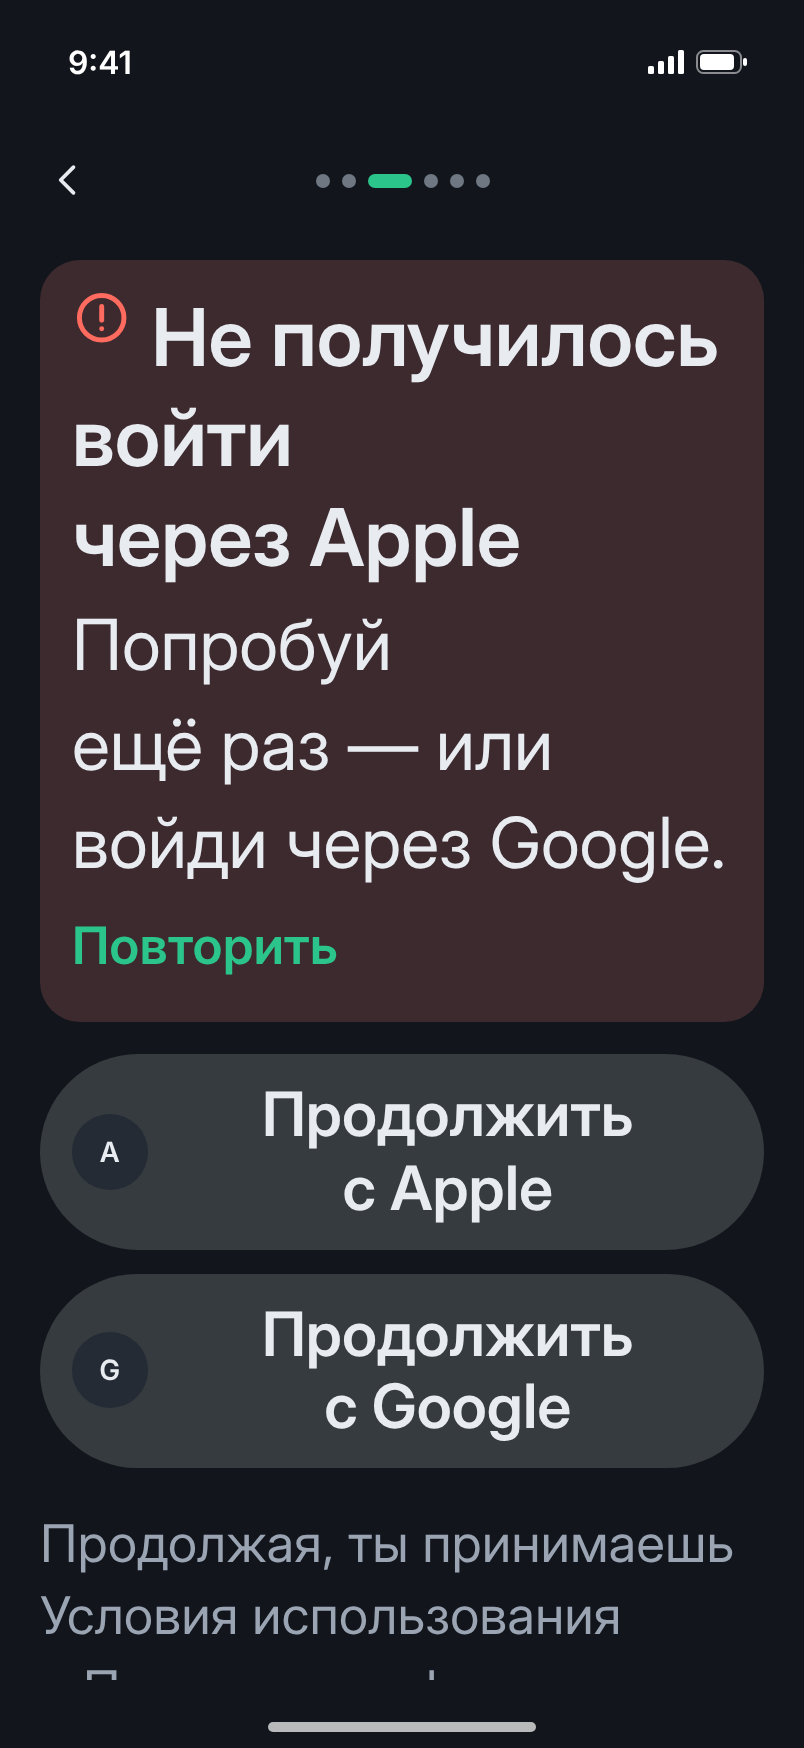 9:41
Не получилось
войти
через Apple
Попробуй
ещё раз — или
войди через Google.
Повторить
A
Продолжить
с Apple
G
Продолжить
с Google
Продолжая, ты принимаешь
Условия использования